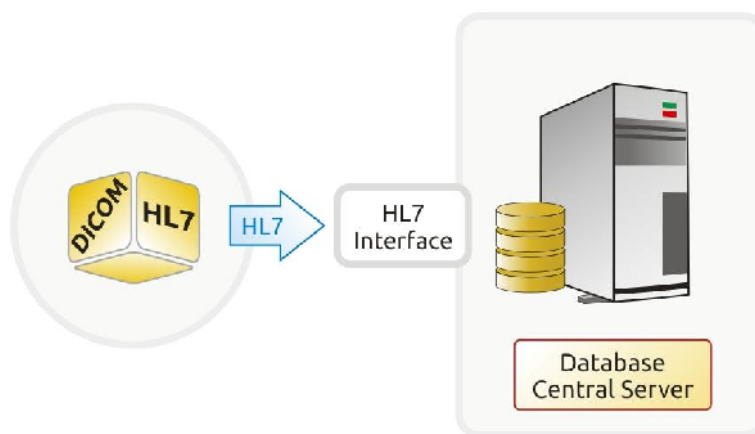 DICOM
HL7
HL7
HL7
Interface
Database
Central Server